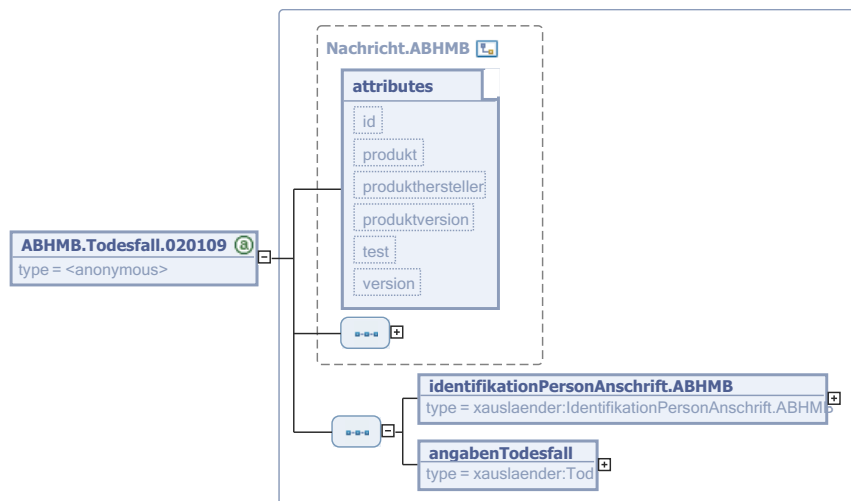 Nachricht.ABHMB
attributes
id
produkt
produkthersteller
produktversion
test
version
ABHMB.Todesfall.020109 @
type = <anonymous>
identifikationPersonAnschrift.ABHMB
type = xauslaender:IdentifikationPersonAnschrift.ABHMB
angabenTodesfall
type = xauslaender:Tod